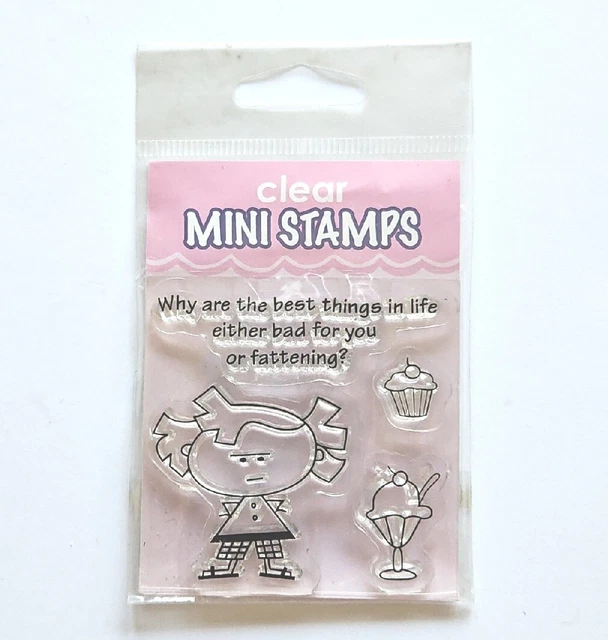 clear
MINI STAMPS
Why are the best things in life
either bad for you
or fattening?